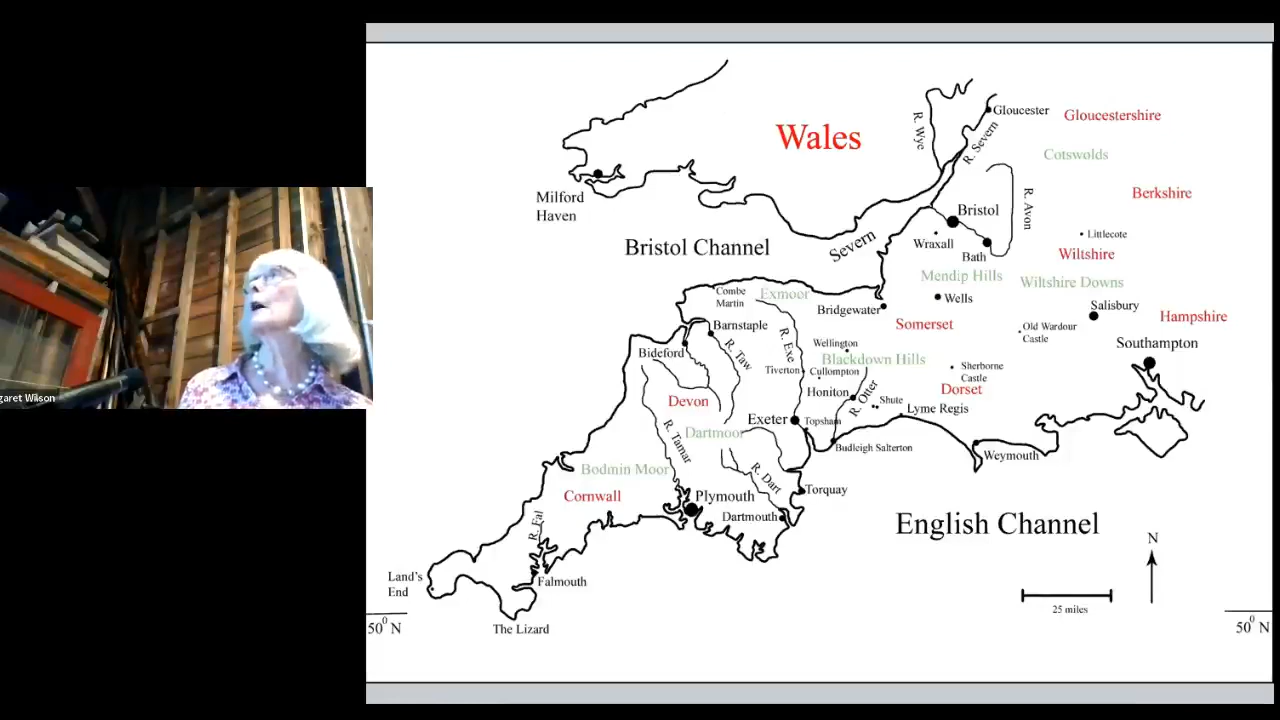 Gloucester
Gloucestershire
R. Wye
Wales
R. Severn
Cotswolds
Milford
Haven
Berkshire
R. Avon
Bristol
Bristol Channel
Severn
Wraxall
Littlecote
Bath
Wiltshire
Mendip Hills
Wiltshire Downs
Combe
Martin
Exmoor
Wells
Bridgewater
Salisbury
Somerset
Hampshire
Barnstaple
Old Wardour
Castle
Southampton
Bideford
R. Taw
R. Exe
Wellington
Blackdown Hills
Tiverton
Cullompton
Sherborne
Castle
Honiton
R. Otter
Dorset
Devon
Shute
Lyme Regis
Exeter
Topsham
R. Tamar
Dartmoor
Budleigh Salterton
Weymouth
Bodmin Moor
R. Dart
Torquay
Cornwall
Plymouth
Dartmouth
English Channel
R. Fal
N
Land's
End
Falmouth
25 miles
50⁰ N
The Lizard
50⁰ N
garet Wilson